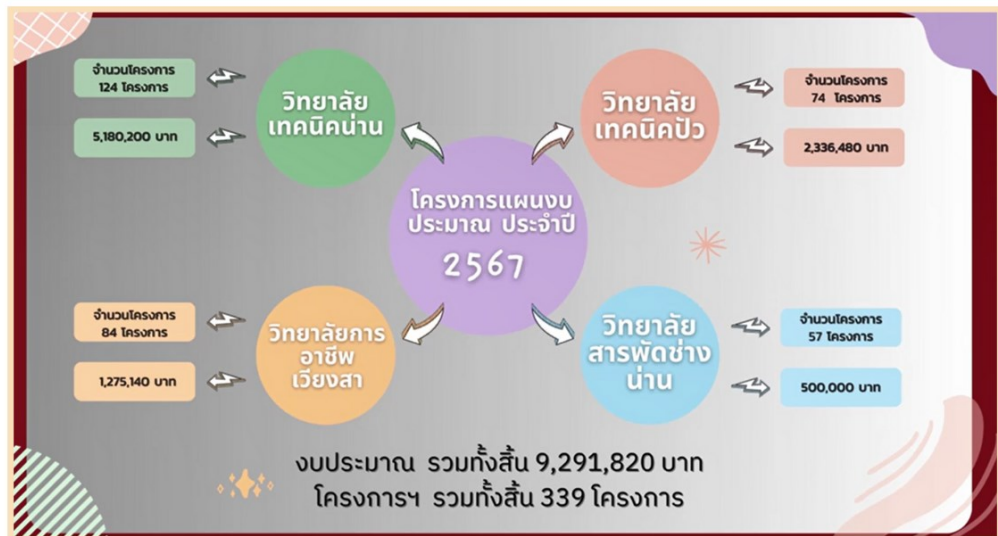 จำนวนโครงการ
124 โครงการ
5,180,200 บาท
วิทยาลัย
เทคนิคน่าน
วิทยาลัย
เทคนิคปัว
จำนวนโครงการ
74 โครงการ
2,336,480 บาท
โครงการแผนงบ
ประมาณ ประจำปี
2567
จำนวนโครงการ
84 โครงการ
1,275,140 บาท
วิทยาลัยการ
อาชีพ
เวียงสา
วิทยาลัย
สารพัดช่าง
น่าน
จำนวนโครงการ
57 โครงการ
500,000 บาท
งบประมาณ รวมทั้งสิ้น 9,291,820 บาท
โครงการฯ รวมทั้งสิ้น 339 โครงการ